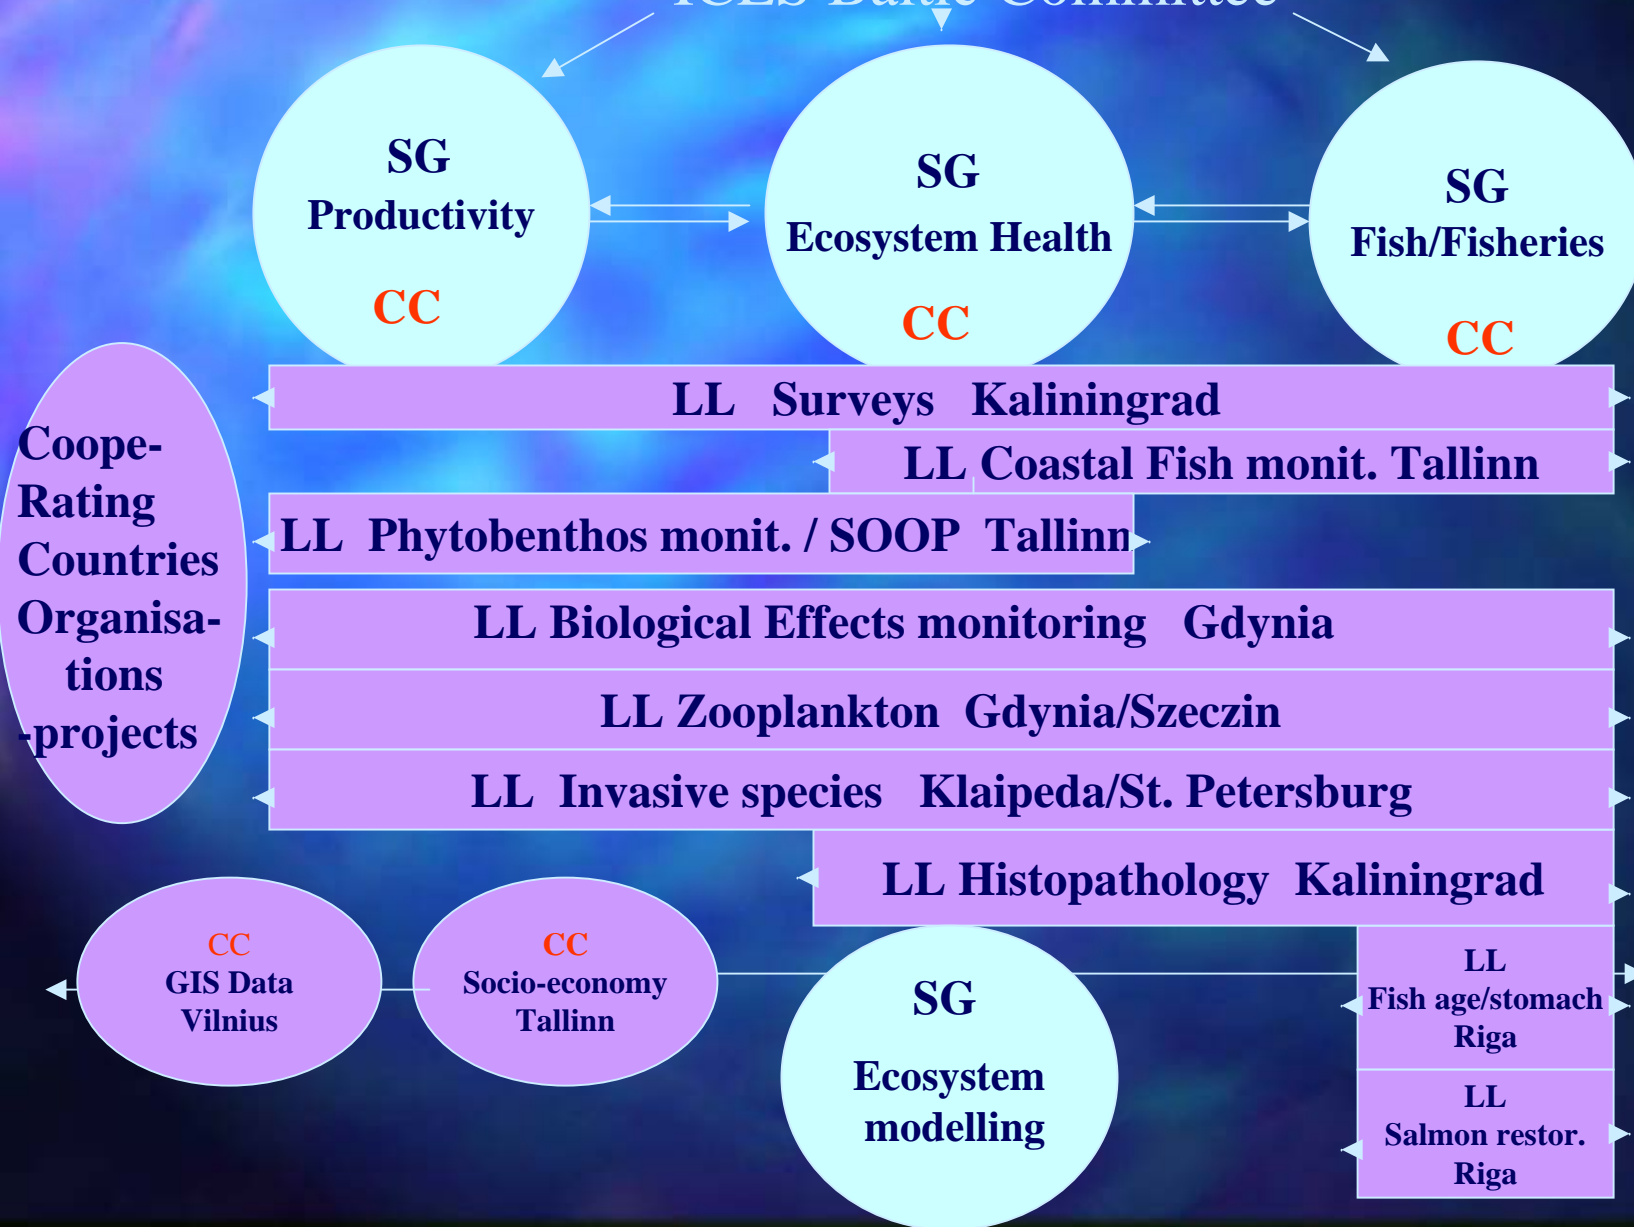 ICES Baltic Committee
SG
Productivity
CC
SG
Ecosystem Health
CC
SG
Fish/Fisheries
CC
Coope-
Rating
Countries
Organisa-
tions
-projects
LL Surveys Kaliningrad
LL Coastal Fish monit. Tallinn
LL Phytobenthos monit. / SOOP Tallinn
LL Biological Effects monitoring Gdynia
LL Zooplankton Gdynia/Szeczin
LL Invasive species Klaipeda/St. Petersburg
LL Histopathology Kaliningrad
CC
GIS Data
Vilnius
CC
Socio-economy
Tallinn
SG
Ecosystem
modelling
LL
Fish age/stomach
Riga
LL
Salmon restor.
Riga